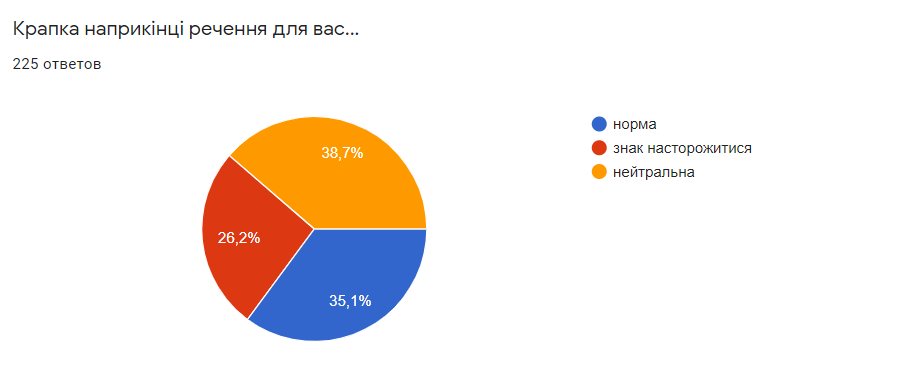 Крапка наприкінці речення для вас...
225 ответов
норма
знак насторожитися
нейтральна
38,7%
26,2%
35,1%